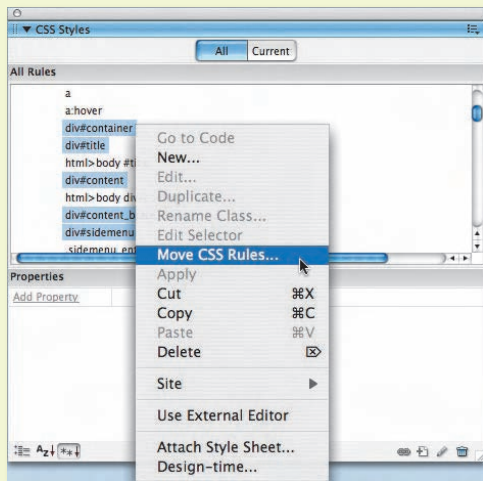 CSS Styles
All Current
All Rules
a
a:hover
div#container
div#title
html>body #ti
div#content
html>body di
div#content_b
div#sidemenu
.sidemenu_ent
Properties
Add Property
Go to Code
New...
Edit...
Duplicate...
Rename Class...
Edit Selector
Move CSS Rules...
Apply
Cut ⌘X
Copy ⌘C
Paste ⌘V
Delete ⌦
Site ▶
Use External Editor
Attach Style Sheet...
Design-time...